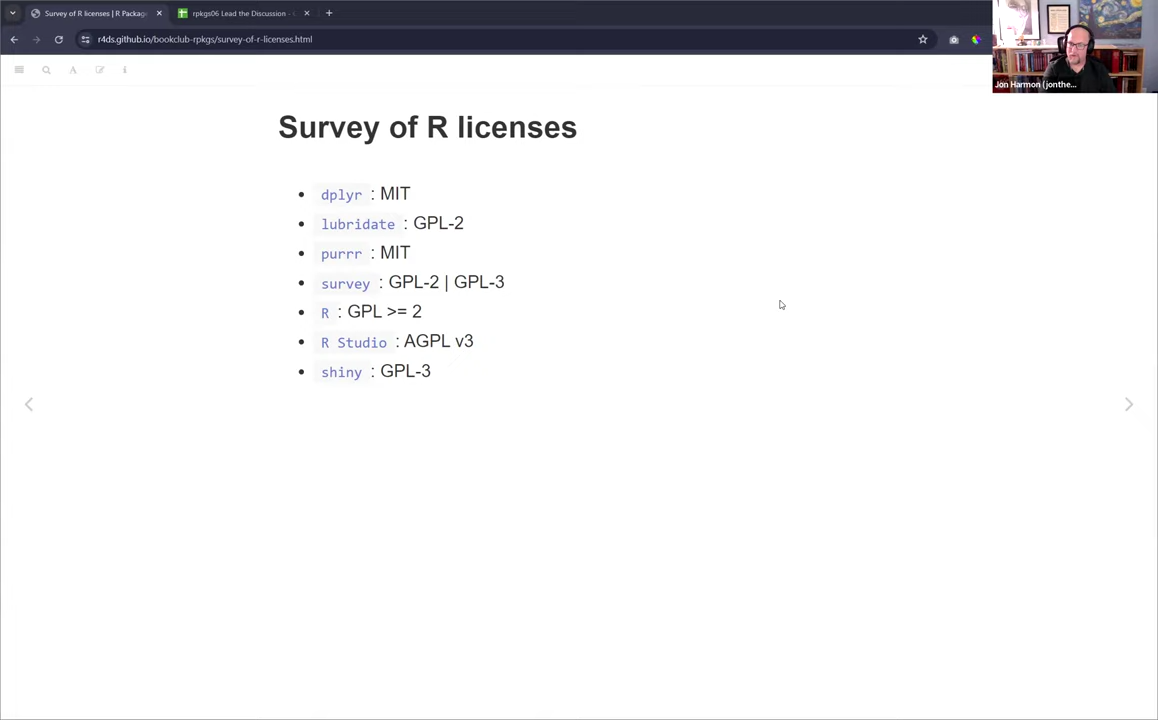 Survey of R licenses | R Packag
rpkgs06 Lead the Discussion -
r4ds.github.io/bookclub-rpkgs/survey-of-r-licenses.html
Jon Harmon (jonthe...
Survey of R licenses
dplyr : MIT
lubridate : GPL-2
purrr : MIT
survey : GPL-2 | GPL-3
R : GPL >= 2
R Studio : AGPL v3
shiny : GPL-3